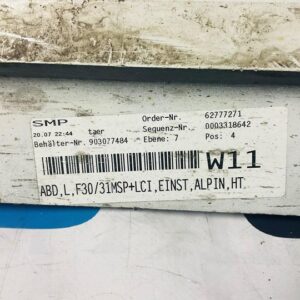 SMP Order-Nr. 62777271
20.07 22:44 taer Sequenz-Nr. 0003318642
Behälter-Nr. 903077484 Ebene: 7 Pos: 4
W11
ABD,L,F30/31MSP+LCI,EINST,ALPIN,HT